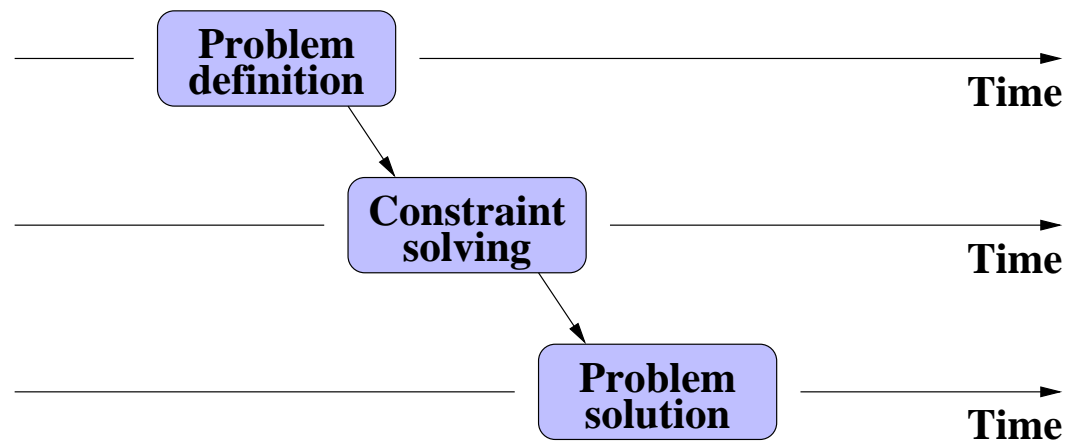 Problem
definition
Time
Constraint
solving
Time
Problem
solution
Time